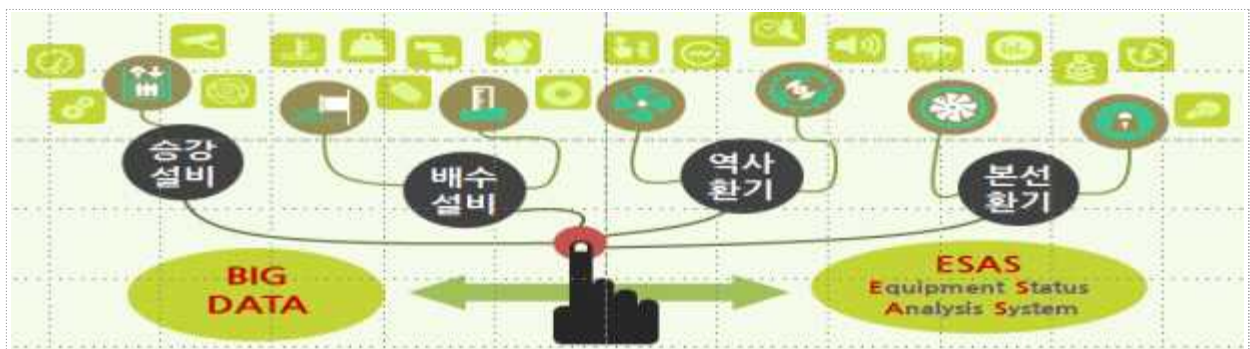 승강
설비
배수
설비
역사
환기
본선
환기
BIG
DATA
ESAS
Equipment Status
Analysis System